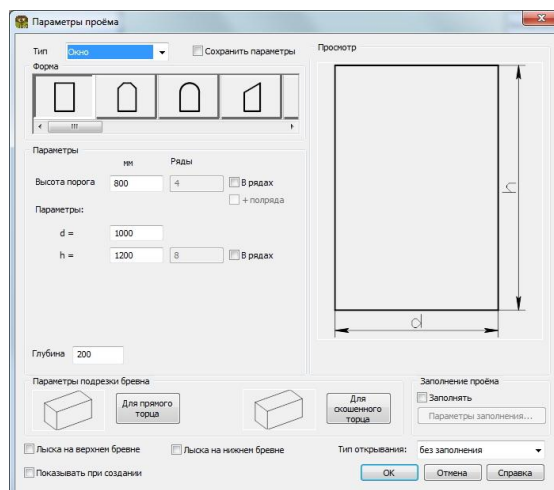 Параметры проёма
Тип Окно Сохранить параметры
Форма
Просмотр
Параметры
мм Ряды
Высота порога 800 4 В рядах
+ полряда
Параметры:
d = 1000
h = 1200 8 В рядах
Глубина 200
h
d
Параметры подрезки бревна
Для прямого торца
Для скошенного торца
Заполнение проёма
Заполнять
Параметры заполнения...
Лыска на верхнем бревне Лыска на нижнем бревне Тип открывания: без заполнения
Показывать при создании OK Отмена Справка